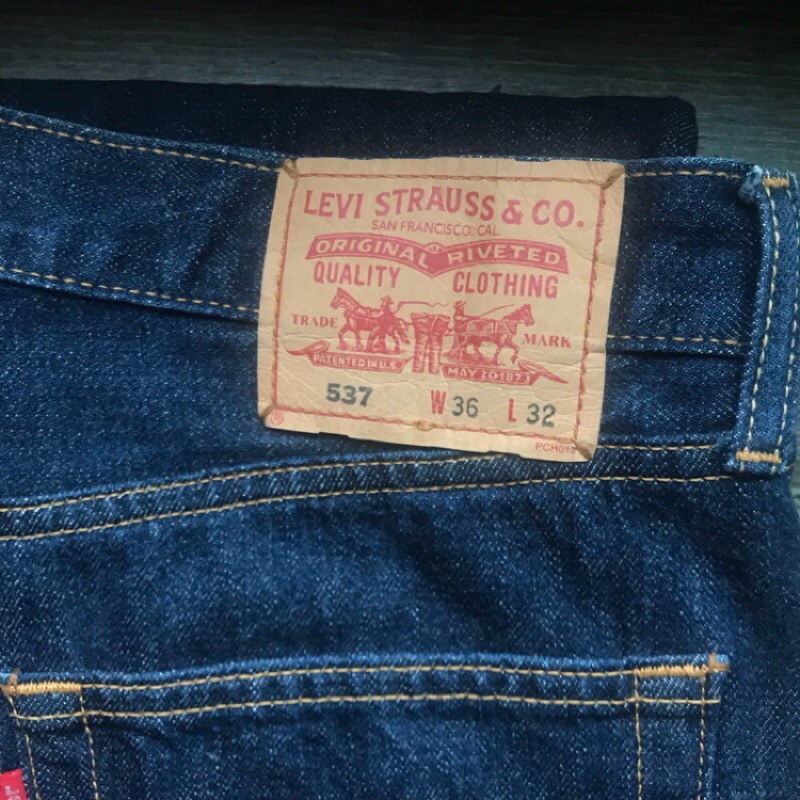 LEVI STRAUSS & CO.
SAN FRANCISCO CAL
ORIGINAL RIVETED
QUALITY CLOTHING
TRADE MARK
PATENTED IN U.S. MAY 20 1873
537 W 36 L 32
®